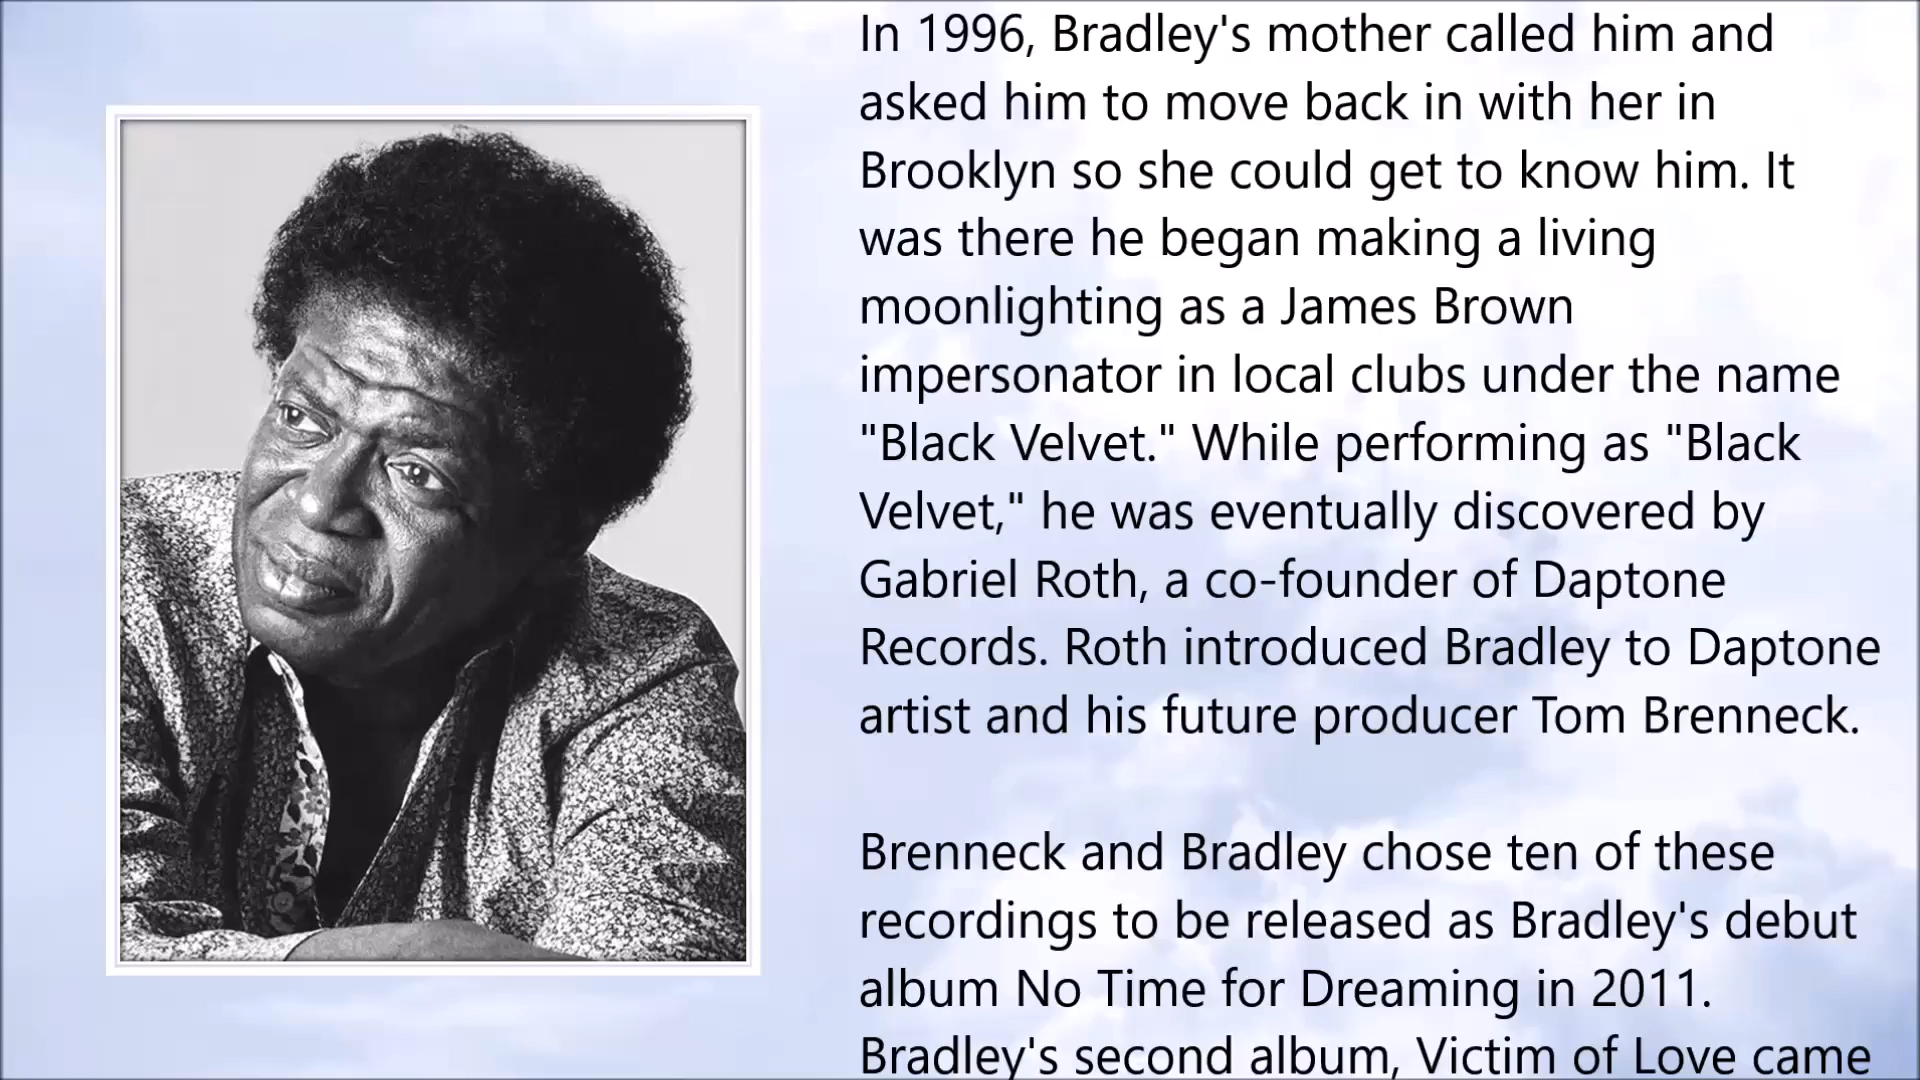 In 1996, Bradley's mother called him and
asked him to move back in with her in
Brooklyn so she could get to know him. It
was there he began making a living
moonlighting as a James Brown
impersonator in local clubs under the name
"Black Velvet." While performing as "Black
Velvet," he was eventually discovered by
Gabriel Roth, a co-founder of Daptone
Records. Roth introduced Bradley to Daptone
artist and his future producer Tom Brenneck.
Brenneck and Bradley chose ten of these
recordings to be released as Bradley's debut
album No Time for Dreaming in 2011.
Bradley's second album, Victim of Love came